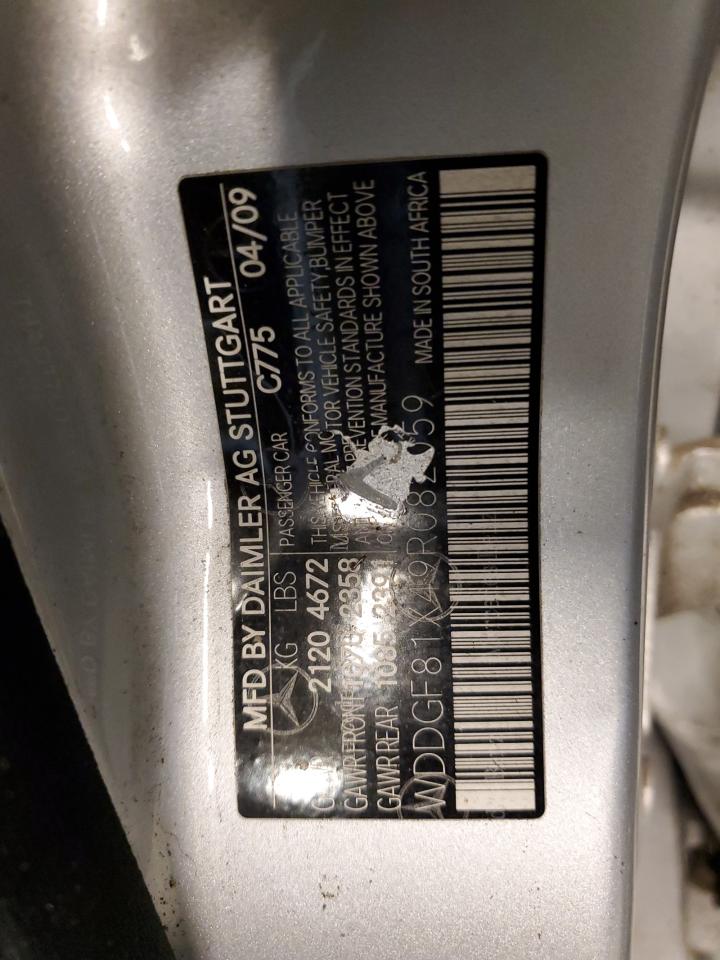 MFD BY DAIMLER AG STUTTGART
C775 04/09
KG LBS
PASSENGER CAR
2120 4672
THIS VEHICLE CONFORMS TO ALL APPLICABLE
MOTOR VEHICLE SAFETY, BUMPER
PREVENTION STANDARDS IN EFFECT
MANUFACTURE SHOWN ABOVE
GAWR FRONT 2358
GAWR REAR 1085
MADE IN SOUTH AFRICA